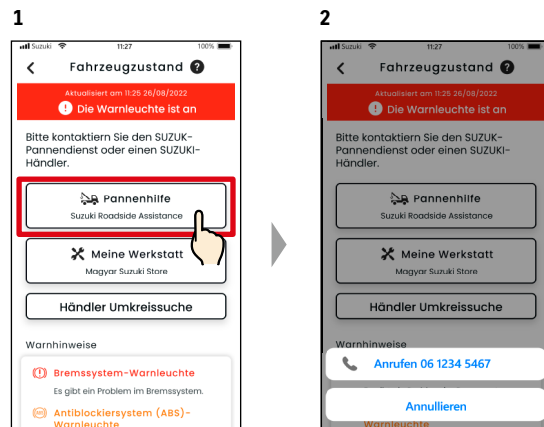 1
Suzuki 11:27 100%
Fahrzeugzustand ?
Aktualisiert am 11:25 26/08/2022
! Die Warnleuchte ist an
Bitte kontaktiern Sie den SUZUK-
Pannendienst oder einen SUZUKI-
Händler.
Pannenhilfe
Suzuki Roadside Assistance
Meine Werkstatt
Magyar Suzuki Store
Händler Umkreissuche
Warnhinweise
Bremssystem-Warnleuchte
Es gibt ein Problem im Bremssystem.
Antiblockiersystem (ABS)-
Warnleuchte
2
Suzuki 11:27 100%
Fahrzeugzustand ?
Aktualisiert am 11:25 26/08/2022
! Die Warnleuchte ist an
Bitte kontaktiern Sie den SUZUK-
Pannendienst oder einen SUZUKI-
Händler.
Pannenhilfe
Suzuki Roadside Assistance
Meine Werkstatt
Magyar Suzuki Store
Händler Umkreissuche
Warnhinweise
Anrufen 06 1234 5467
Annullieren
Warnleuchte